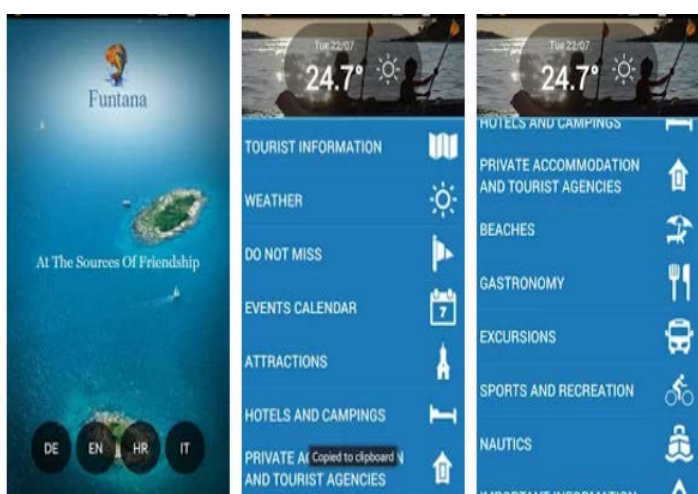 Funtana
At The Sources Of Friendship
DE EN HR IT
Tue 22/07
24.7°
TOURIST INFORMATION
WEATHER
DO NOT MISS
EVENTS CALENDAR
7
ATTRACTIONS
HOTELS AND CAMPINGS
PRIVATE
Copied to clipboard
AND TOURIST AGENCIES
Tue 22/07
24.7°
HOTELS AND CAMPINGS
PRIVATE ACCOMMODATION
AND TOURIST AGENCIES
BEACHES
GASTRONOMY
EXCURSIONS
SPORTS AND RECREATION
NAUTICS
IMPORTANT INFORMATION